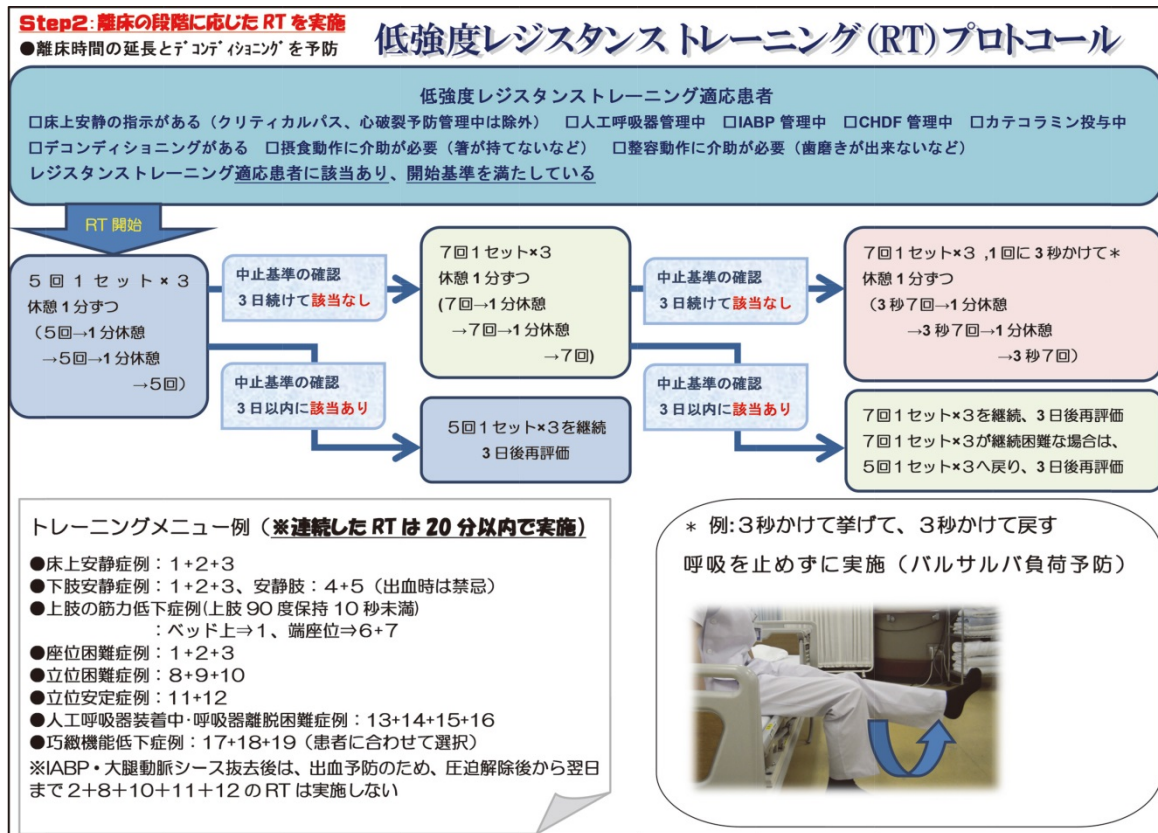 Step2:離床の段階に応じたRTを実施
●離床時間の延長とデコンディショニングを予防
低強度レジスタンストレーニング(RT)プロトコール
低強度レジスタンストレーニング適応患者
□床上安静の指示がある（クリティカルパス、心破裂予防管理中は除外） □人工呼吸器管理中 □IABP管理中 □CHDF管理中 □カテコラミン投与中
□デコンディショニングがある □摂食動作に介助が必要（箸が持てないなど） □整容動作に介助が必要（歯磨きが出来ないなど）
レジスタンストレーニング適応患者に該当あり、開始基準を満たしている
RT開始
5回1セット×3
休憩1分ずつ
（5回→1分休憩
→5回→1分休憩
→5回）
中止基準の確認
3日続けて該当なし
中止基準の確認
3日以内に該当あり
7回1セット×3
休憩1分ずつ
(7回→1分休憩
→7回→1分休憩
→7回)
5回1セット×3を継続
3日後再評価
中止基準の確認
3日続けて該当なし
中止基準の確認
3日以内に該当あり
7回1セット×3 ,1回に3秒かけて＊
休憩1分ずつ
（3秒7回→1分休憩
→3秒7回→1分休憩
→3秒7回）
7回1セット×3を継続、3日後再評価
7回1セット×3が継続困難な場合は、
5回1セット×3へ戻り、3日後再評価
トレーニングメニュー例（※連続したRTは20分以内で実施）
●床上安静症例：1+2+3
●下肢安静症例：1+2+3、安静肢：4+5（出血時は禁忌）
●上肢の筋力低下症例(上肢90度保持10秒未満)
：ベッド上⇒1、端座位⇒6+7
●座位困難症例：1+2+3
●立位困難症例：8+9+10
●立位安定症例：11+12
●人工呼吸器装着中･呼吸器離脱困難症例：13+14+15+16
●巧緻機能低下症例：17+18+19（患者に合わせて選択）
※IABP・大腿動脈シース抜去後は、出血予防のため、圧迫解除後から翌日
まで2+8+10+11+12のRTは実施しない
＊ 例:3秒かけて挙げて、3秒かけて戻す
呼吸を止めずに実施（バルサルバ負荷予防）